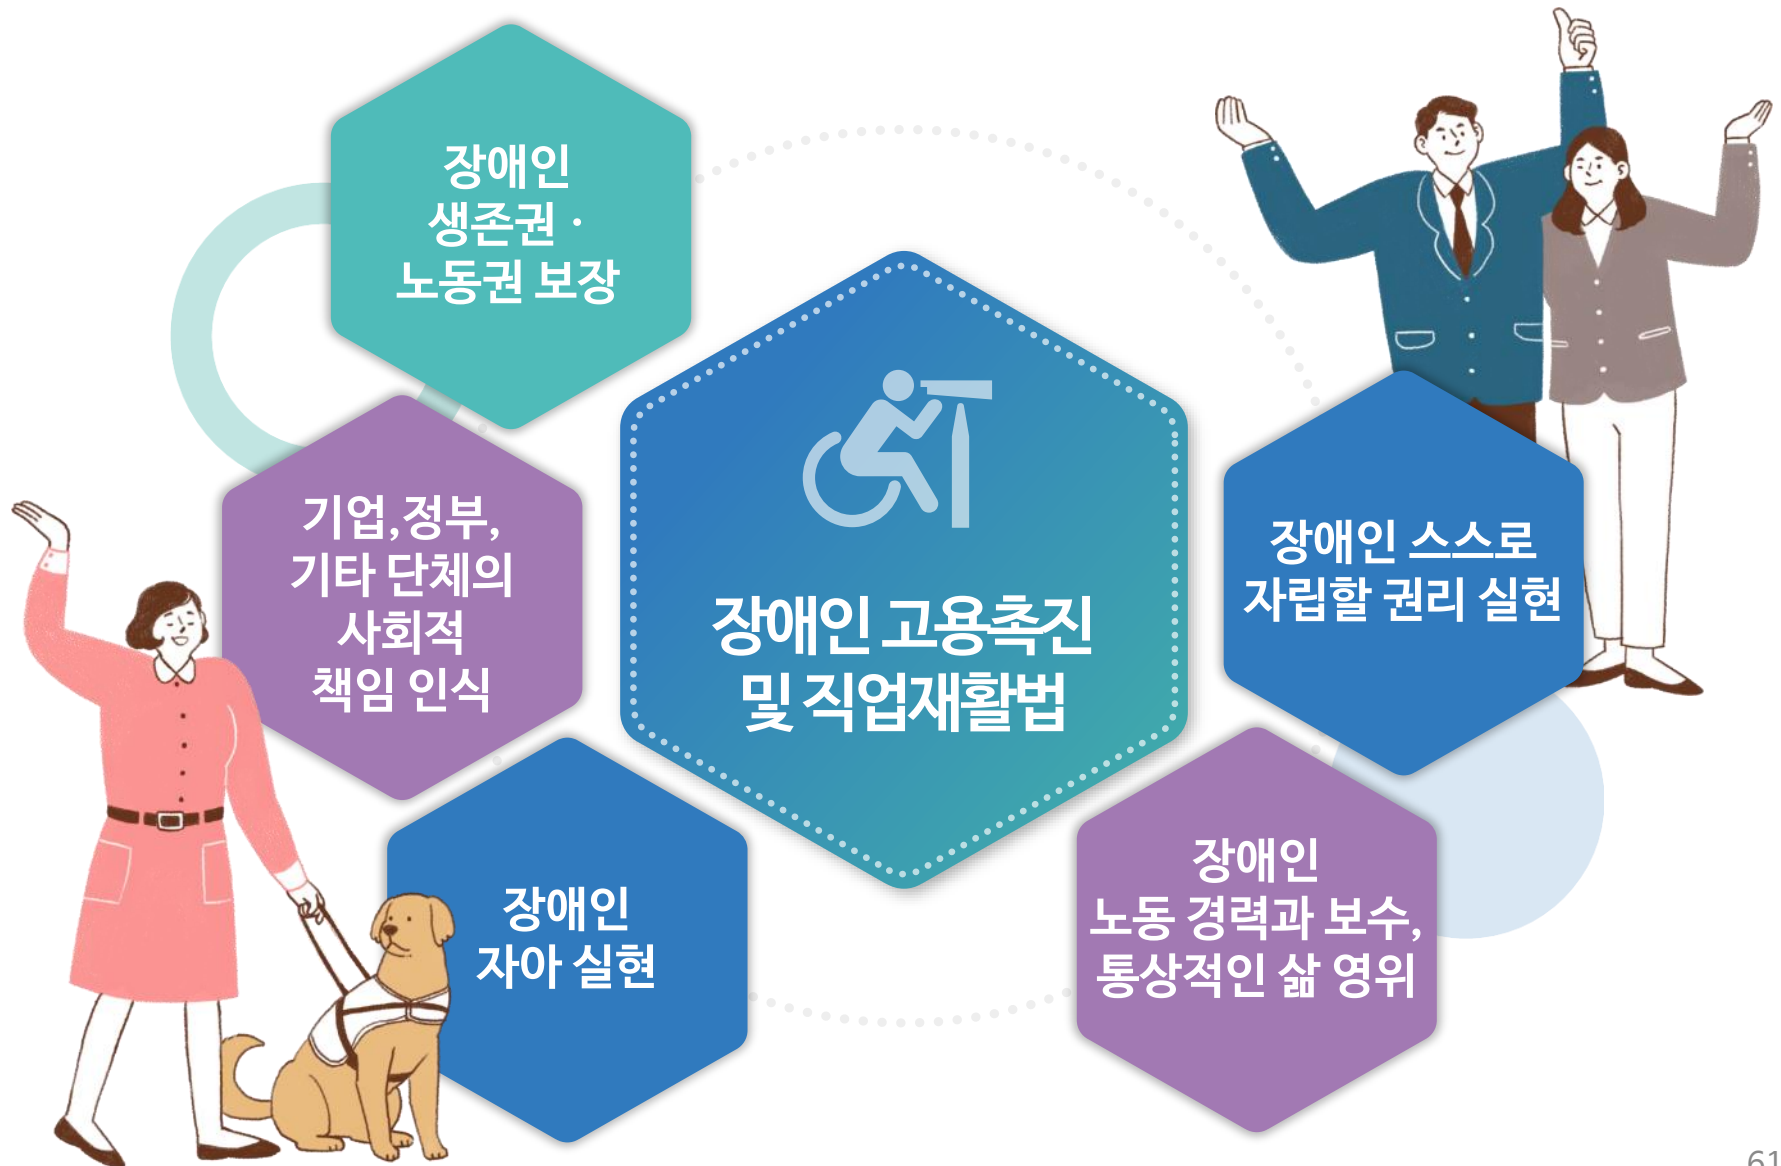 장애인
생존권 ·
노동권 보장
기업,정부,
기타 단체의
사회적
책임 인식
장애인
자아 실현
장애인 고용촉진
및 직업재활법
장애인 스스로
자립할 권리 실현
장애인
노동 경력과 보수,
통상적인 삶 영위
61